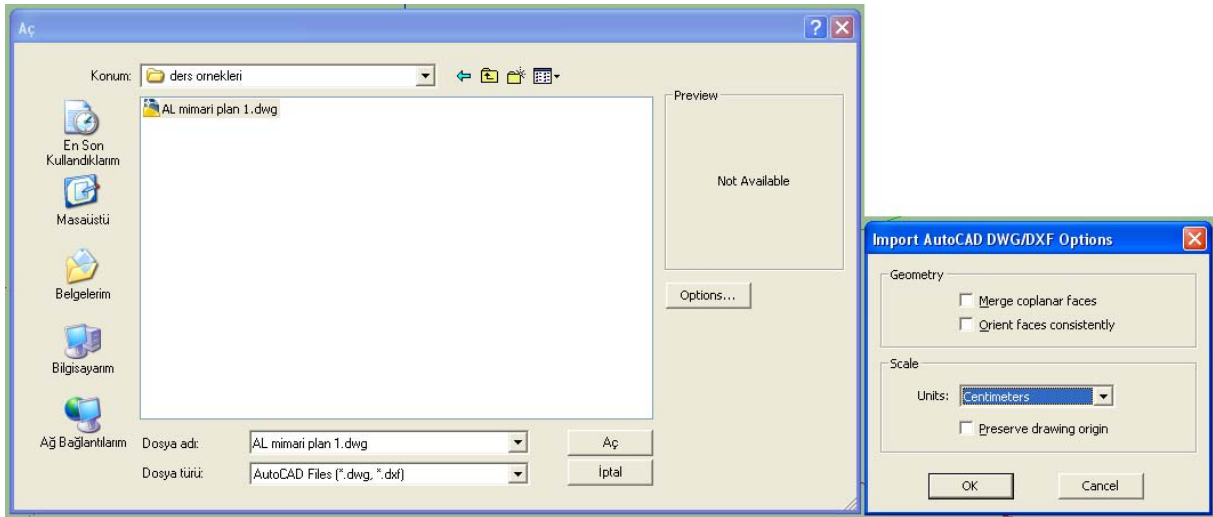 Aç
Konum: ders ornekleri
AL mimari plan 1.dwg
En Son
Kullandıklarım
Masaüstü
Belgelerim
Bilgisayarım
Ağ Bağlantılarım
Dosya adı: AL mimari plan 1.dwg Aç
Dosya türü: AutoCAD Files (*.dwg, *.dxf) İptal
Preview
Not Available
Options...
Import AutoCAD DWG/DXF Options
Geometry
Merge coplanar faces
Orient faces consistently
Scale
Units: Centimeters
Preserve drawing origin
OK Cancel